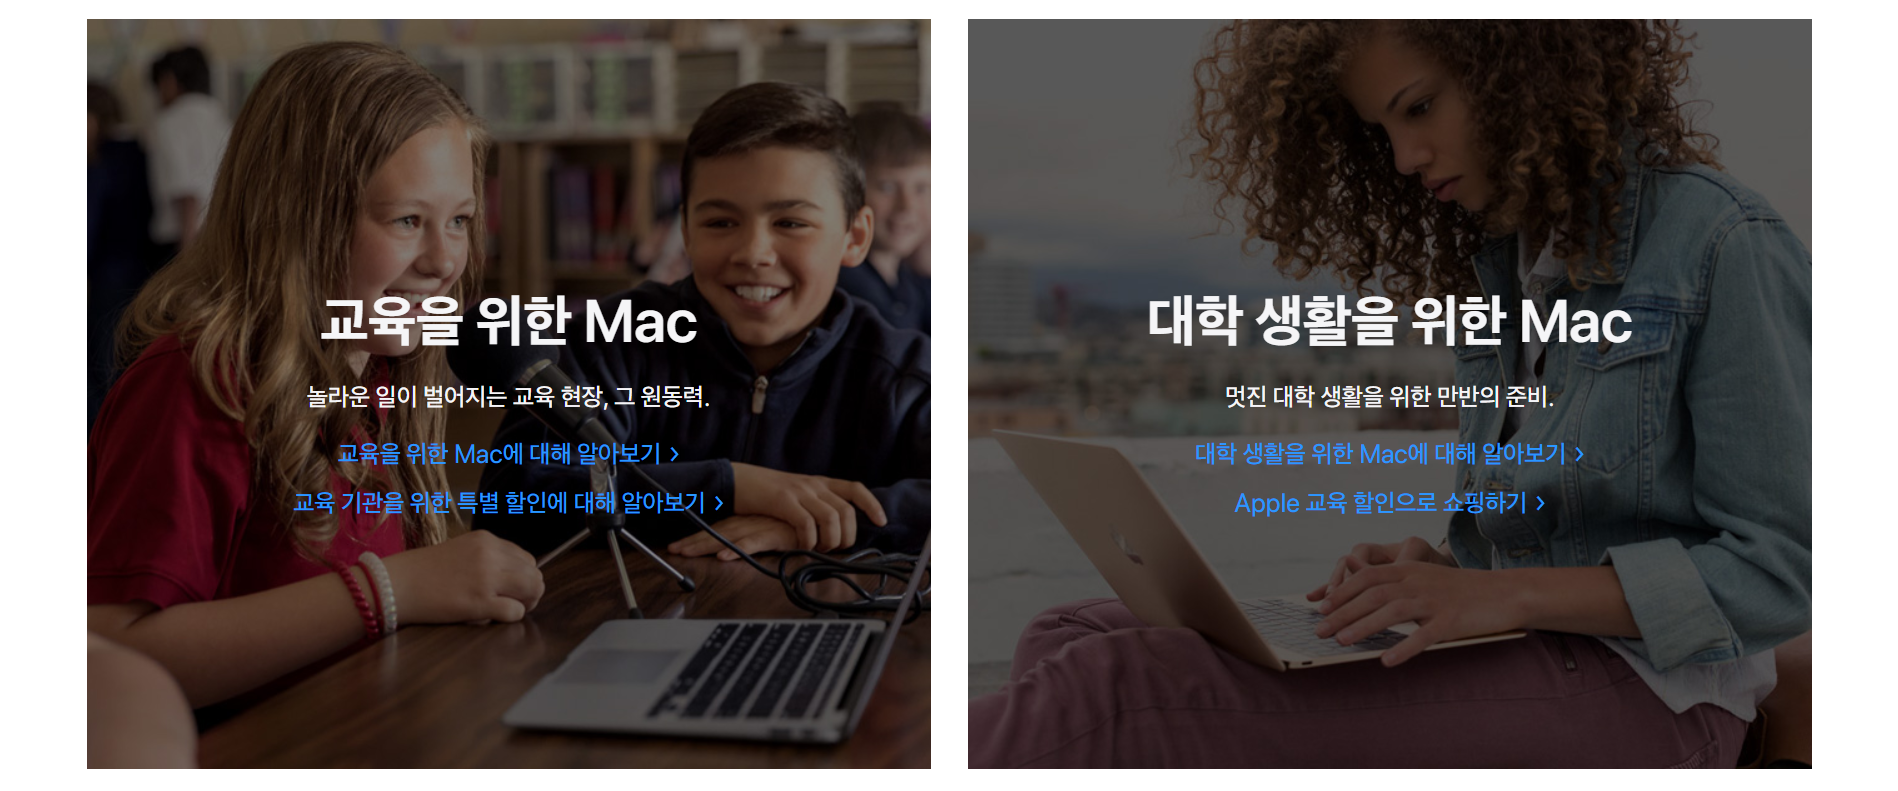 교육을 위한 Mac
놀라운 일이 벌어지는 교육 현장, 그 원동력.
교육을 위한 Mac에 대해 알아보기 >
교육 기관을 위한 특별 할인에 대해 알아보기 >
대학 생활을 위한 Mac
멋진 대학 생활을 위한 만반의 준비.
대학 생활을 위한 Mac에 대해 알아보기 >
Apple 교육 할인으로 쇼핑하기 >